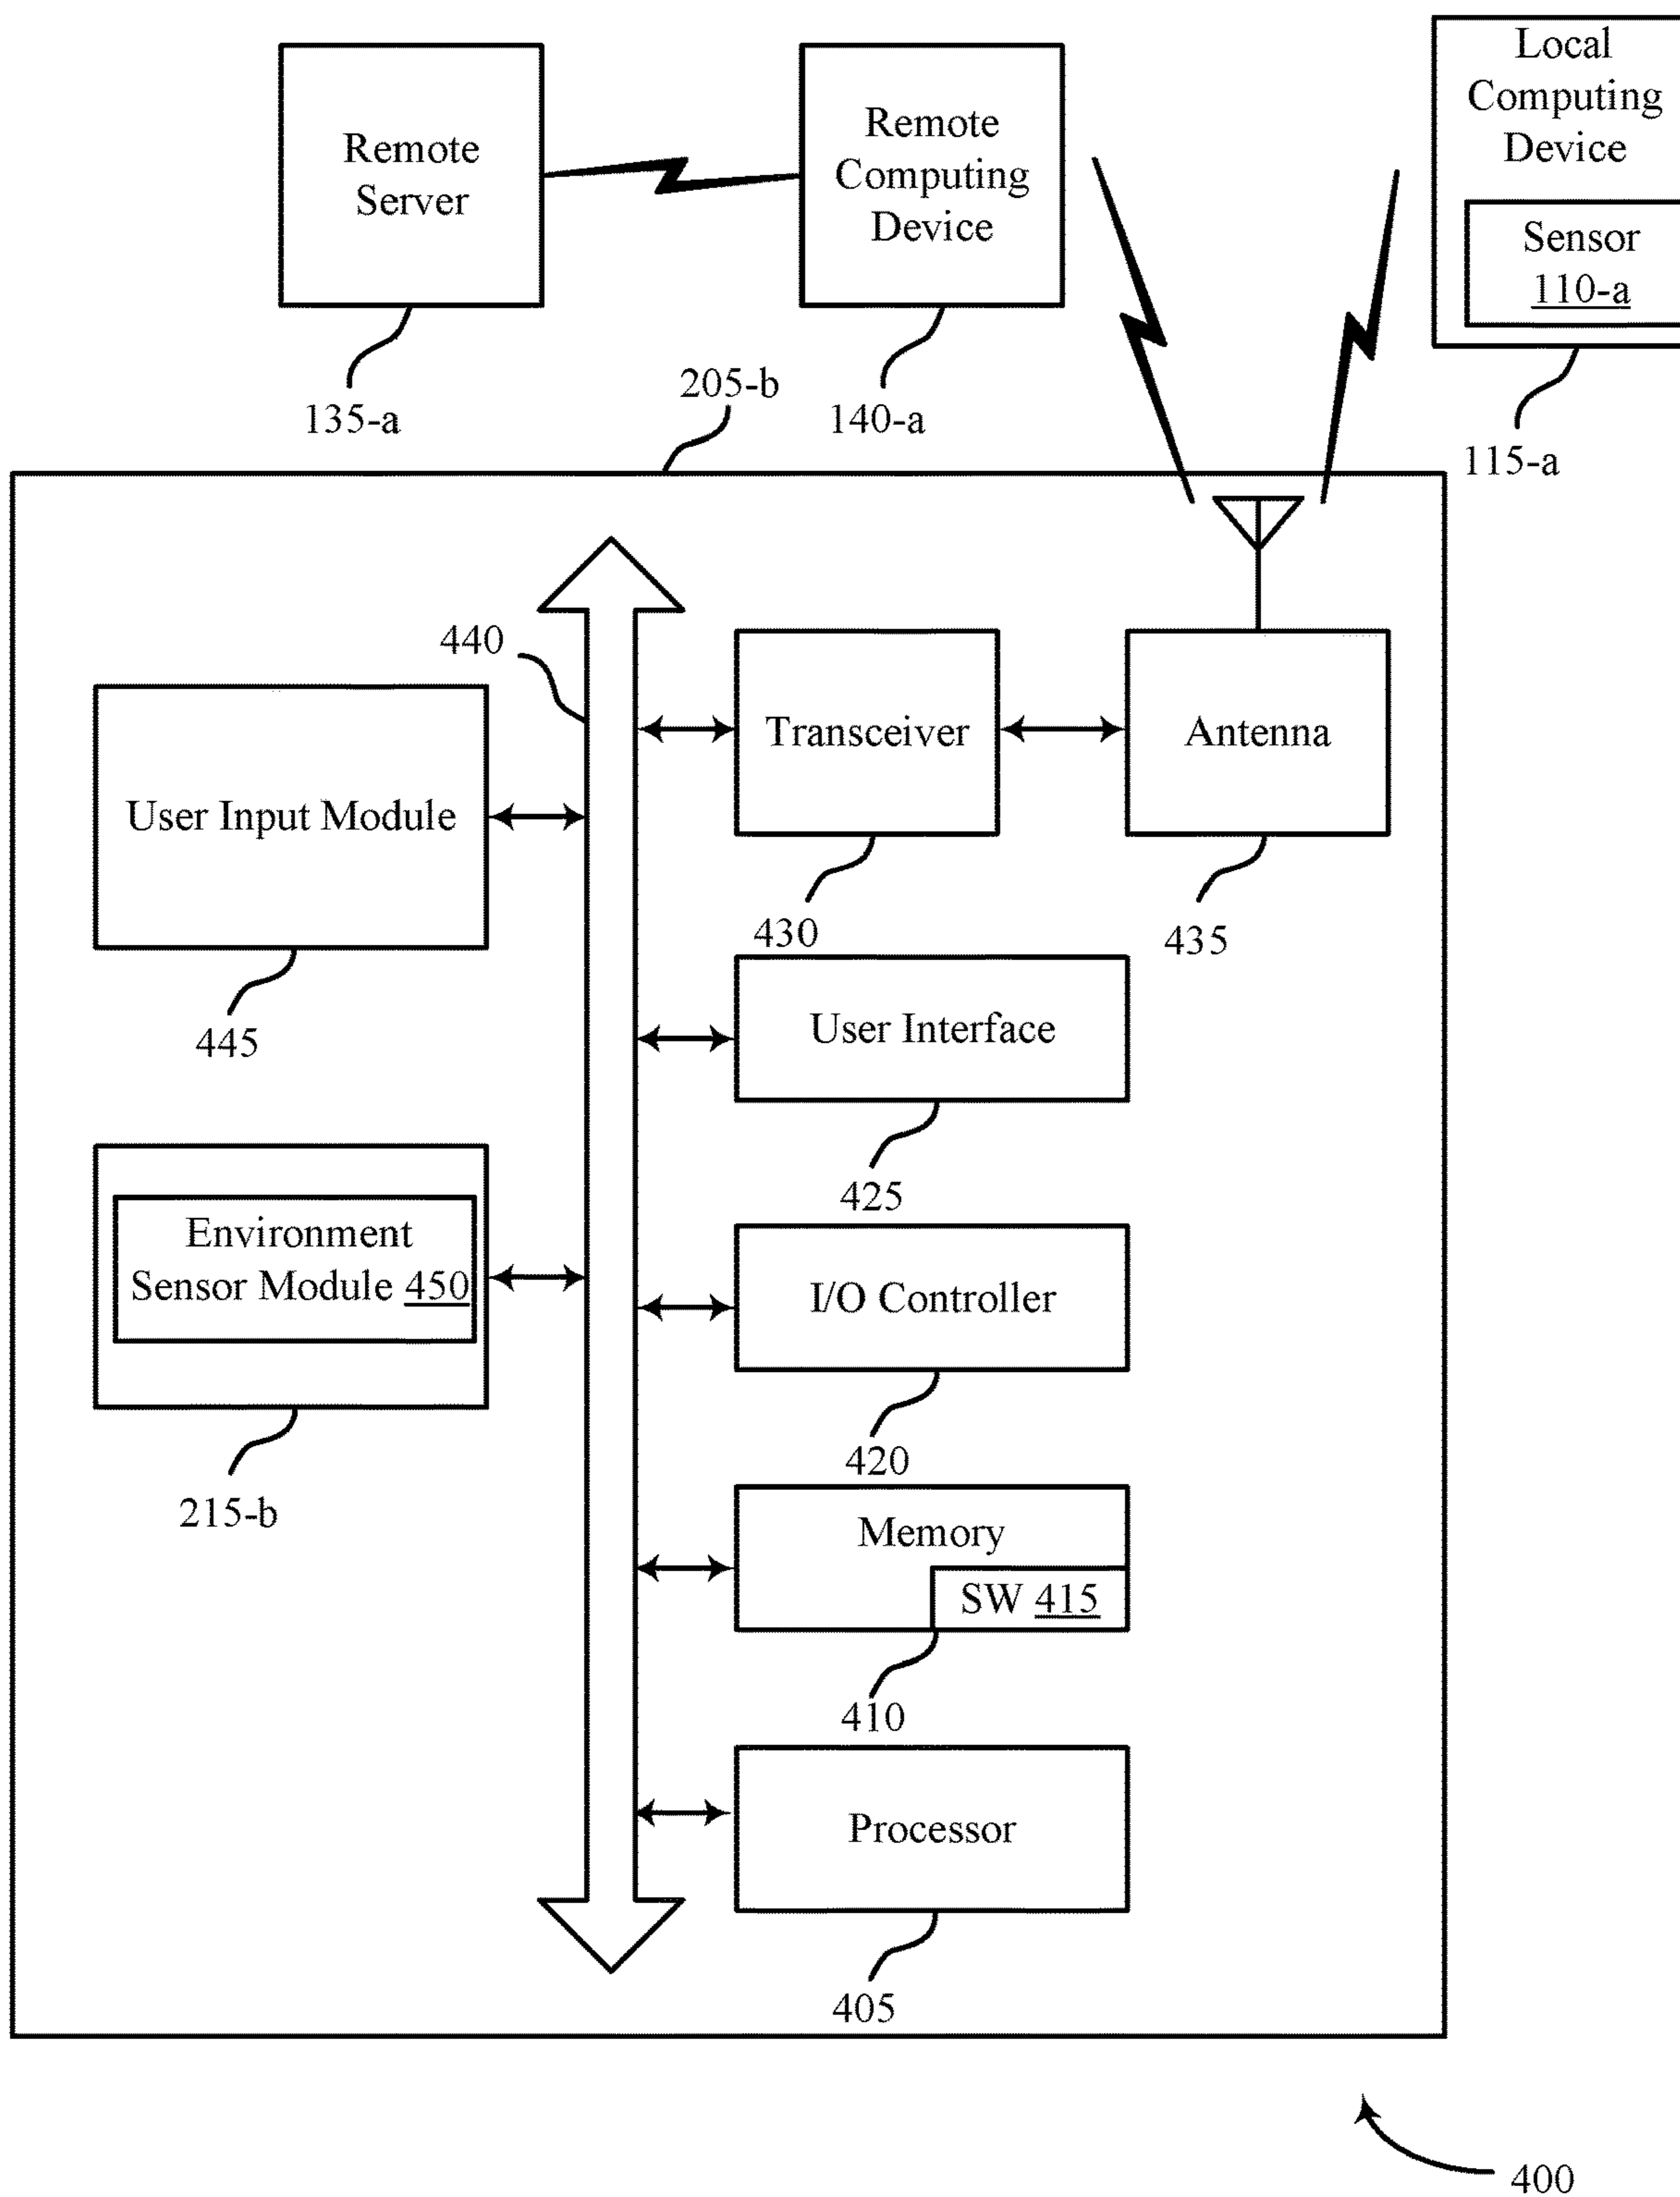 Remote
Server
135-a
Remote
Computing
Device
140-a
Local
Computing
Device
Sensor
110-a
115-a
205-b
440
Transceiver
430
Antenna
435
User Input Module
445
User Interface
425
Environment
Sensor Module 450
215-b
I/O Controller
420
Memory
SW 415
410
Processor
405
400